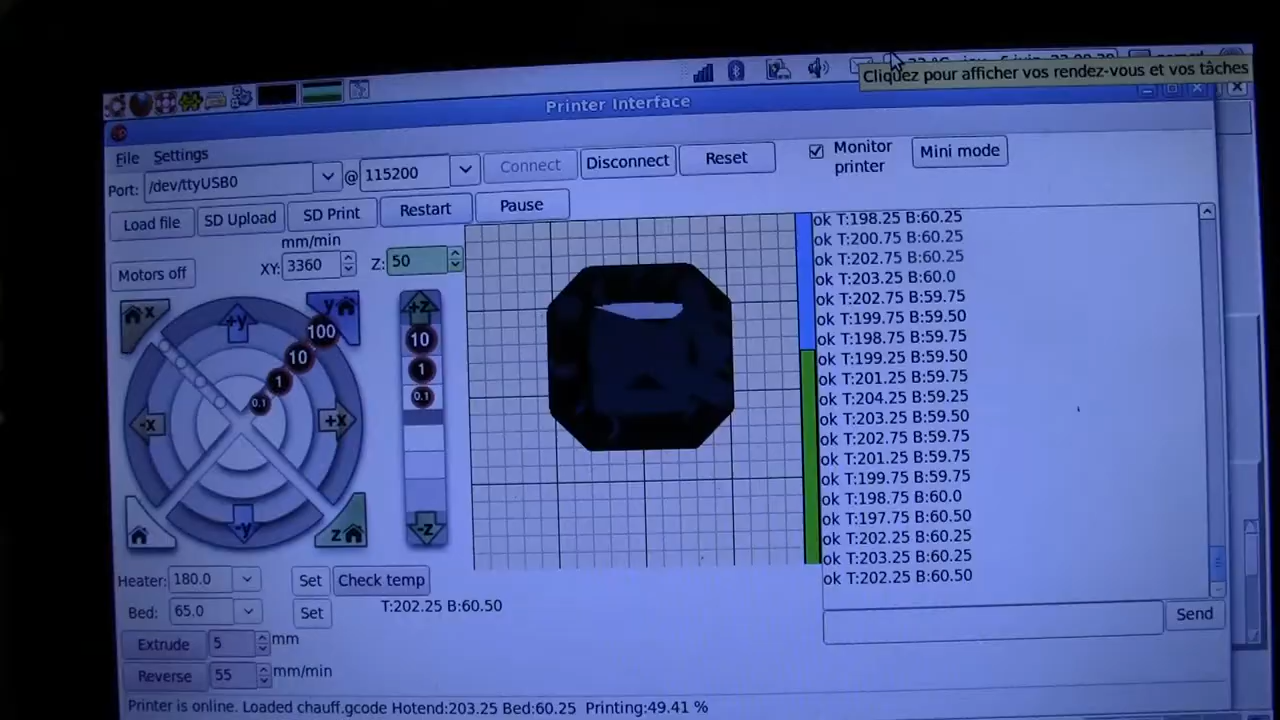 Cliquez pour afficher vos rendez-vous et vos tâches
Printer Interface
File Settings
Port: /dev/ttyUSB0 @ 115200 Connect Disconnect Reset Monitor printer Mini mode
Load file SD Upload SD Print Restart Pause
mm/min
Motors off XY: 3360 Z: 50
x y +y +z
100 10
10 1
1 0.1
0.1
-x +x
-y -z
z
Heater: 180.0 Set Check temp
Bed: 65.0 Set T:202.25 B:60.50
Extrude 5 mm
Reverse 55 mm/min
ok T:198.25 B:60.25
ok T:200.75 B:60.25
ok T:202.75 B:60.25
ok T:203.25 B:60.0
ok T:202.75 B:59.75
ok T:199.75 B:59.50
ok T:198.75 B:59.75
ok T:199.25 B:59.50
ok T:201.25 B:59.75
ok T:204.25 B:59.25
ok T:203.25 B:59.50
ok T:202.75 B:59.75
ok T:201.25 B:59.75
ok T:199.75 B:59.75
ok T:198.75 B:60.0
ok T:197.75 B:60.50
ok T:202.25 B:60.25
ok T:203.25 B:60.25
ok T:202.25 B:60.50
Send
Printer is online. Loaded chauff.gcode Hotend:203.25 Bed:60.25 Printing:49.41 %